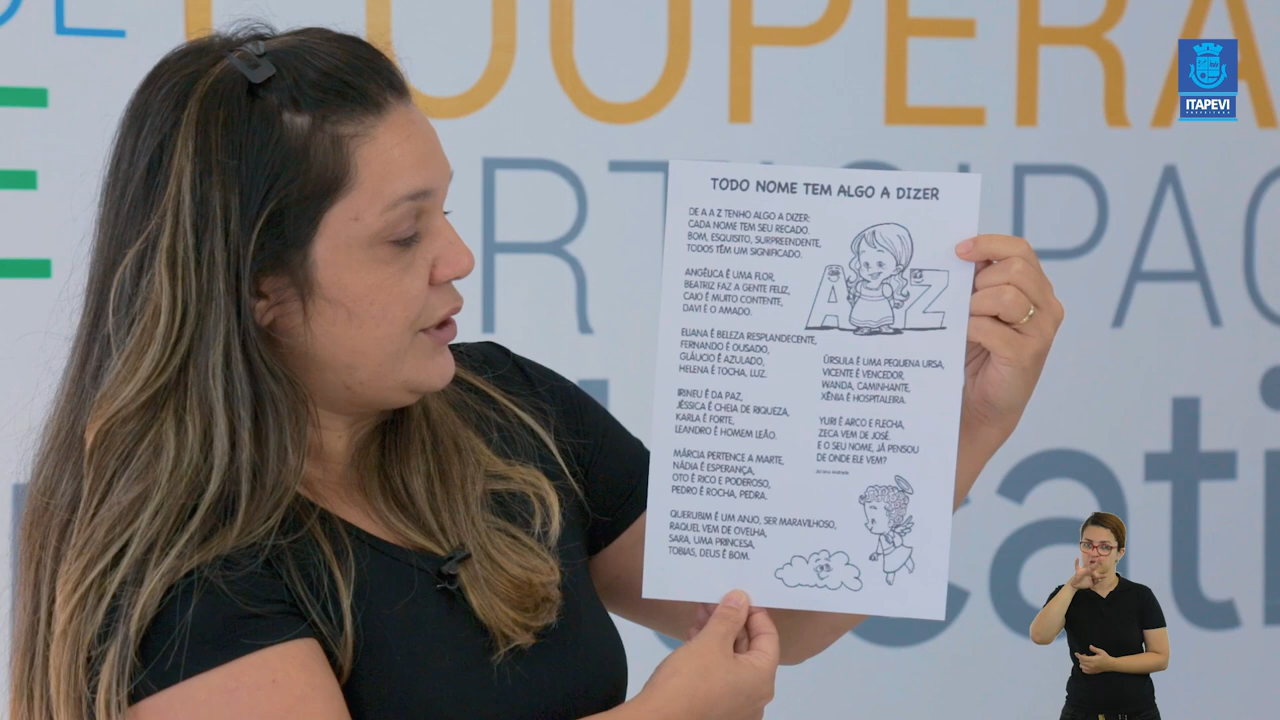 DE
COOPERA
E
PARTICIPAÇ
cati
ITAPEVI
PREFEITURA
TODO NOME TEM ALGO A DIZER
DE A A Z TENHO ALGO A DIZER:
CADA NOME TEM SEU RECADO.
BOM, ESQUISITO, SURPREENDENTE,
TODOS TÊM UM SIGNIFICADO.
ANGÉLICA É UMA FLOR,
BEATRIZ FAZ A GENTE FELIZ,
CAIO É MUITO CONTENTE,
DAVI É O AMADO.
ELIANA É BELEZA RESPLANDECENTE,
FERNANDO É OUSADO,
GLÁUCIO É AZULADO,
HELENA É TOCHA, LUZ.
IRINEU É DA PAZ,
JÉSSICA É CHEIA DE RIQUEZA,
KARLA É FORTE,
LEANDRO É HOMEM LEÃO.
MÁRCIA PERTENCE A MARTE,
NÁDIA É ESPERANÇA,
OTO É RICO E PODEROSO,
PEDRO É ROCHA, PEDRA.
QUERUBIM É UM ANJO, SER MARAVILHOSO,
RAQUEL VEM DE OVELHA,
SARA, UMA PRINCESA,
TOBIAS, DEUS É BOM.
A Z
ÚRSULA É UMA PEQUENA URSA,
VICENTE É VENCEDOR,
WANDA, CAMINHANTE,
XÊNIA É HOSPITALEIRA.
YURI É ARCO E FLECHA,
ZECA VEM DE JOSÉ.
E O SEU NOME, JÁ PENSOU
DE ONDE ELE VEM?